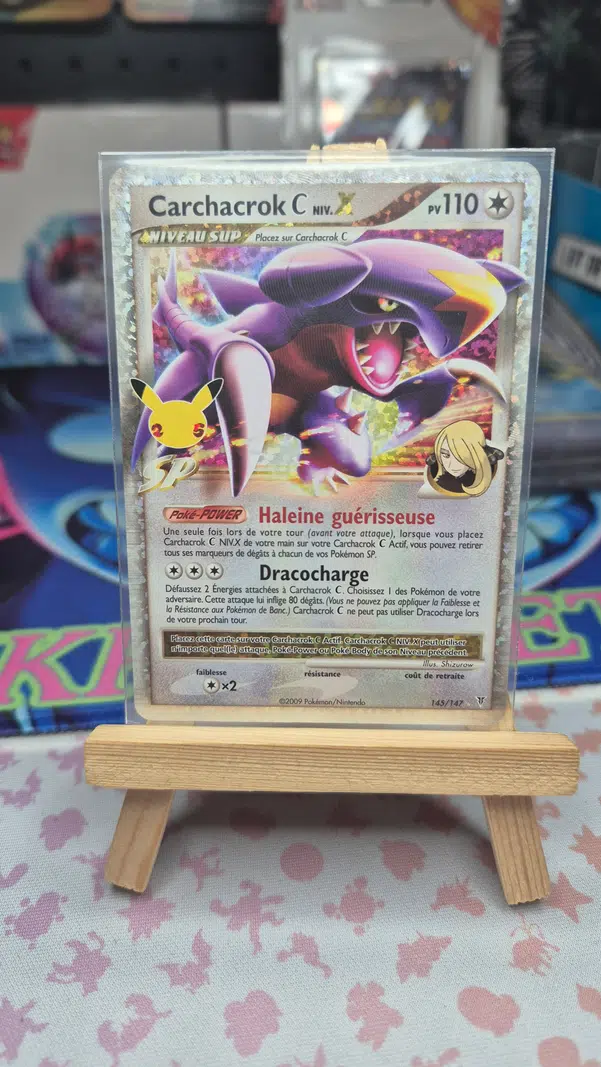 Carchacrok C NIV.X PV 110
NIVEAU SUP Placez sur Carchacrok C
25
SP
Poké-POWER Haleine guérisseuse
Une seule fois lors de votre tour (avant votre attaque), lorsque vous placez
Carchacrok C NIV.X de votre main sur votre Carchacrok C Actif, vous pouvez retirer
tous ses marqueurs de dégâts à chacun de vos Pokémon SP.
Dracocharge
Défaussez 2 Énergies attachées à Carchacrok C. Choisissez 1 des Pokémon de votre
adversaire. Cette attaque lui inflige 80 dégâts. (Vous ne pouvez pas appliquer la Faiblesse et
la Résistance aux Pokémon de Banc.) Carchacrok C ne peut pas utiliser Dracocharge lors
de votre prochain tour.
Placez cette carte sur votre Carchacrok C Actif. Carchacrok C NIV.X peut utiliser
n'importe quel(le) attaque, Poké-Power ou Poké-Body de son Niveau précédent.
Illus. Shizurow
faiblesse résistance coût de retraite
×2
©2009 Pokémon/Nintendo 145/147